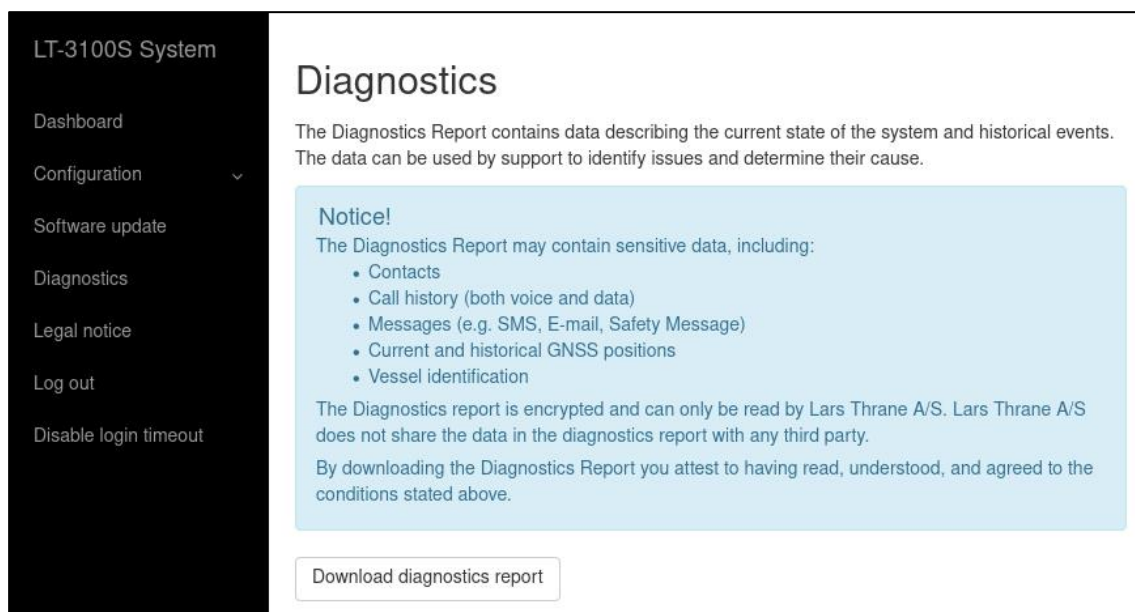 LT-3100S System
Dashboard
Configuration
Software update
Diagnostics
Legal notice
Log out
Disable login timeout
Diagnostics
The Diagnostics Report contains data describing the current state of the system and historical events.
The data can be used by support to identify issues and determine their cause.
Notice!
The Diagnostics Report may contain sensitive data, including:
• Contacts
• Call history (both voice and data)
• Messages (e.g. SMS, E-mail, Safety Message)
• Current and historical GNSS positions
• Vessel identification
The Diagnostics report is encrypted and can only be read by Lars Thrane A/S. Lars Thrane A/S
does not share the data in the diagnostics report with any third party.
By downloading the Diagnostics Report you attest to having read, understood, and agreed to the
conditions stated above.
Download diagnostics report